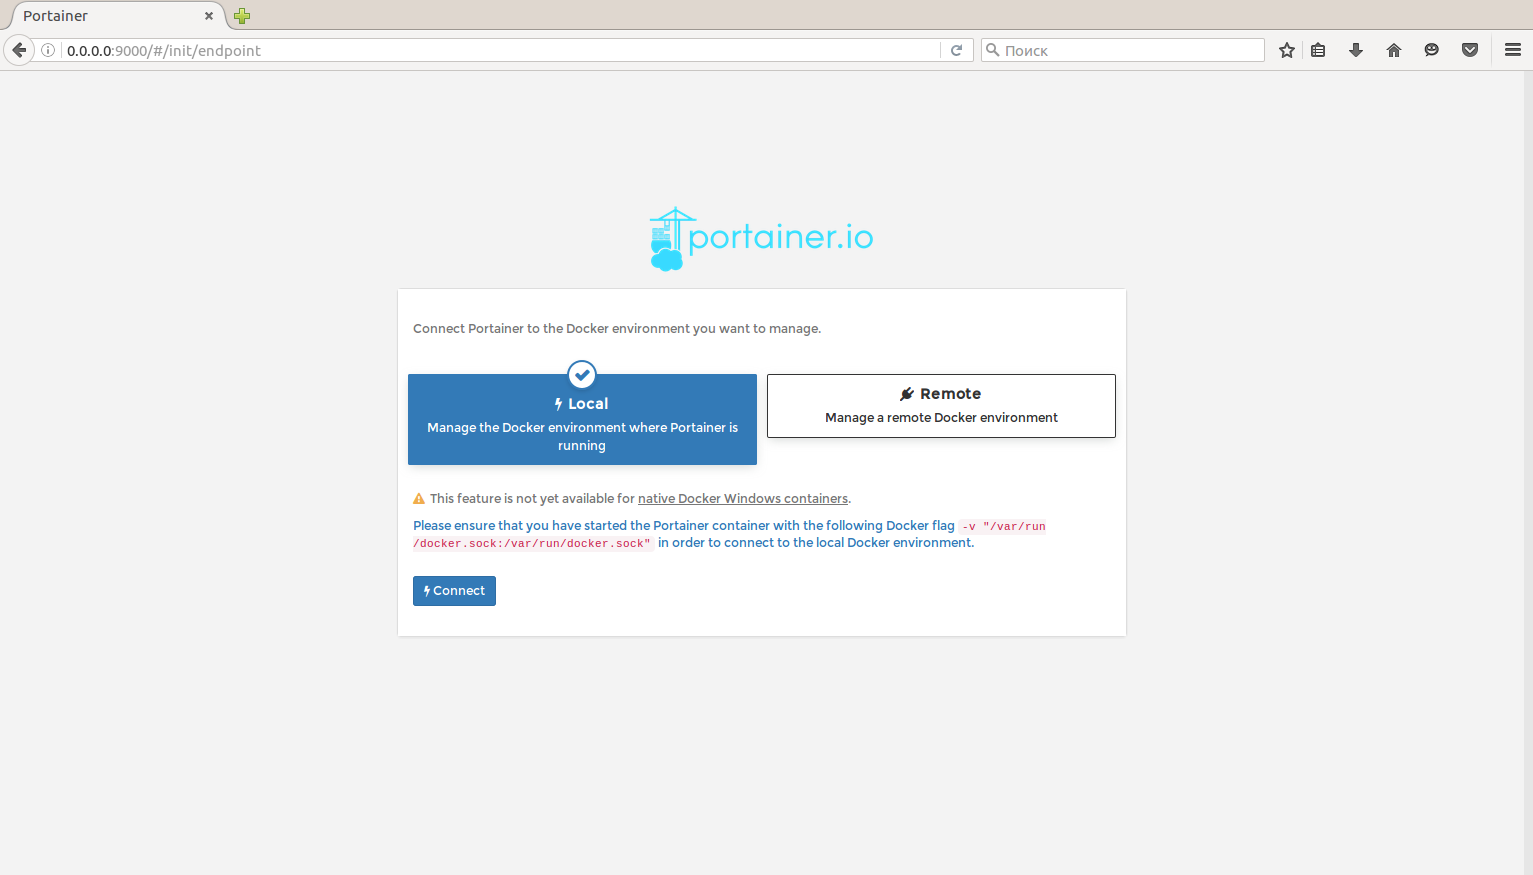 Portainer
0.0.0.0:9000/#/init/endpoint
Поиск
portainer.io
Connect Portainer to the Docker environment you want to manage.
Local
Manage the Docker environment where Portainer is
running
Remote
Manage a remote Docker environment
This feature is not yet available for native Docker Windows containers.
Please ensure that you have started the Portainer container with the following Docker flag -v "/var/run
/docker.sock:/var/run/docker.sock" in order to connect to the local Docker environment.
Connect